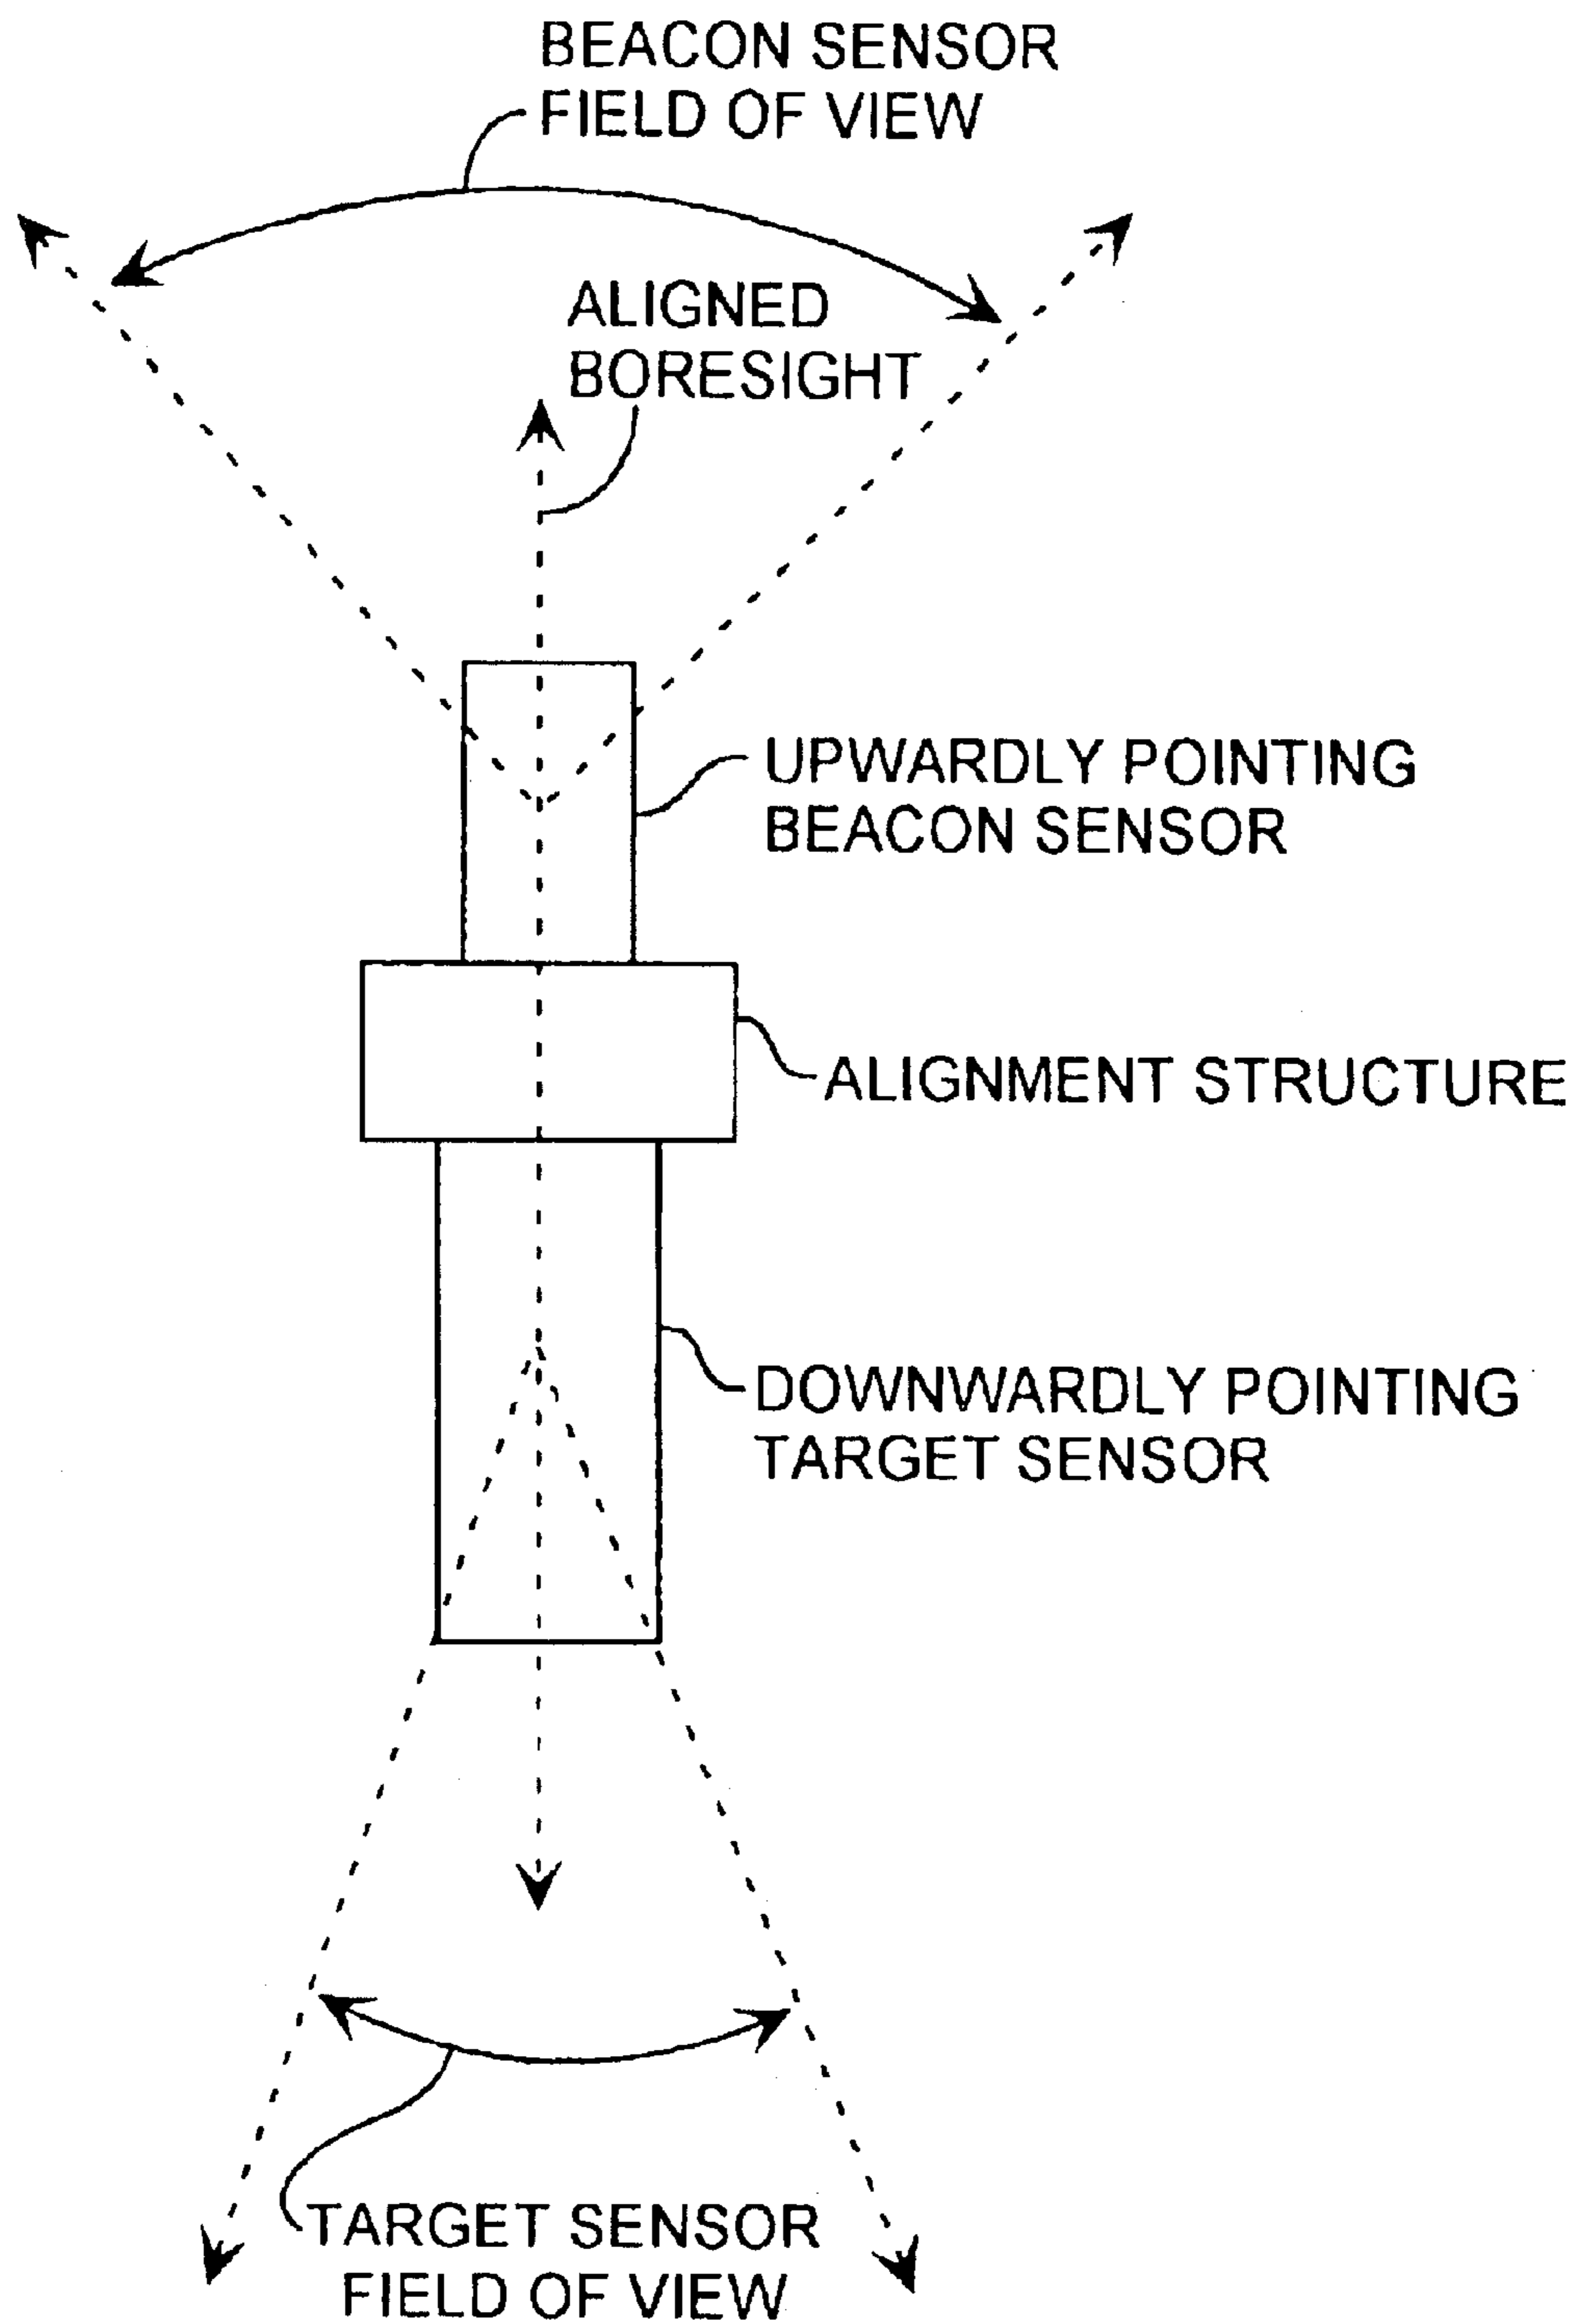 BEACON SENSOR
FIELD OF VIEW
ALIGNED
BORESIGHT
UPWARDLY POINTING
BEACON SENSOR
ALIGNMENT STRUCTURE
DOWNWARDLY POINTING
TARGET SENSOR
TARGET SENSOR
FIELD OF VIEW